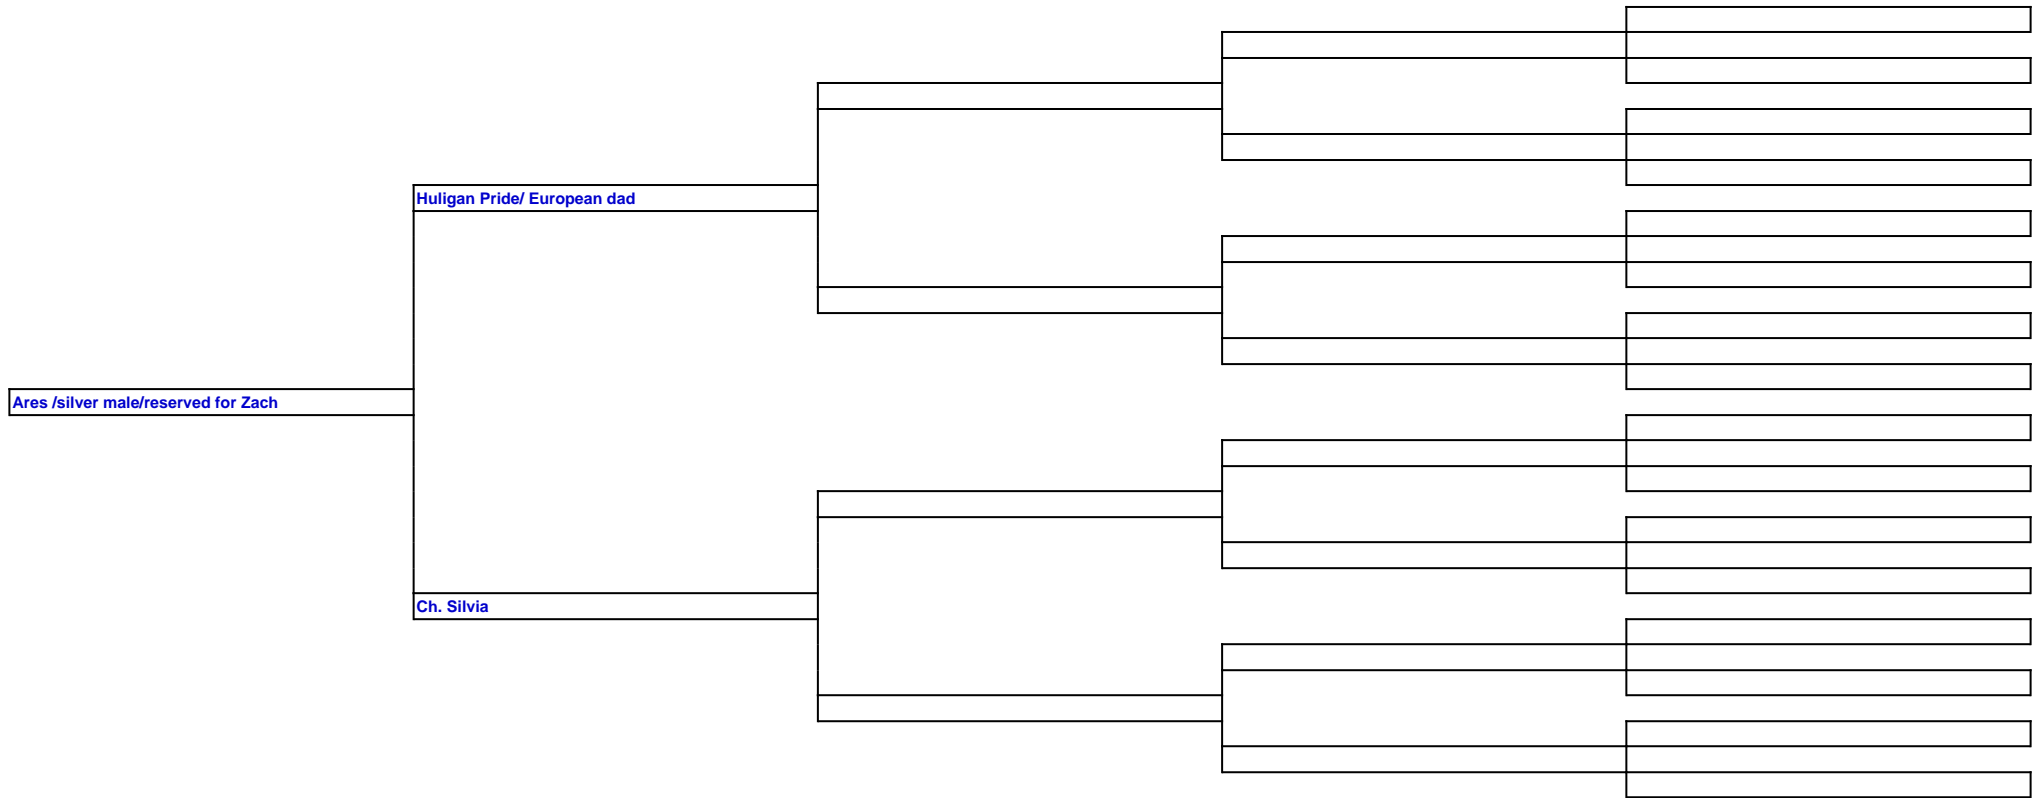 Huligan Pride/ European dad
Ares /silver male/reserved for Zach
Ch. Silvia